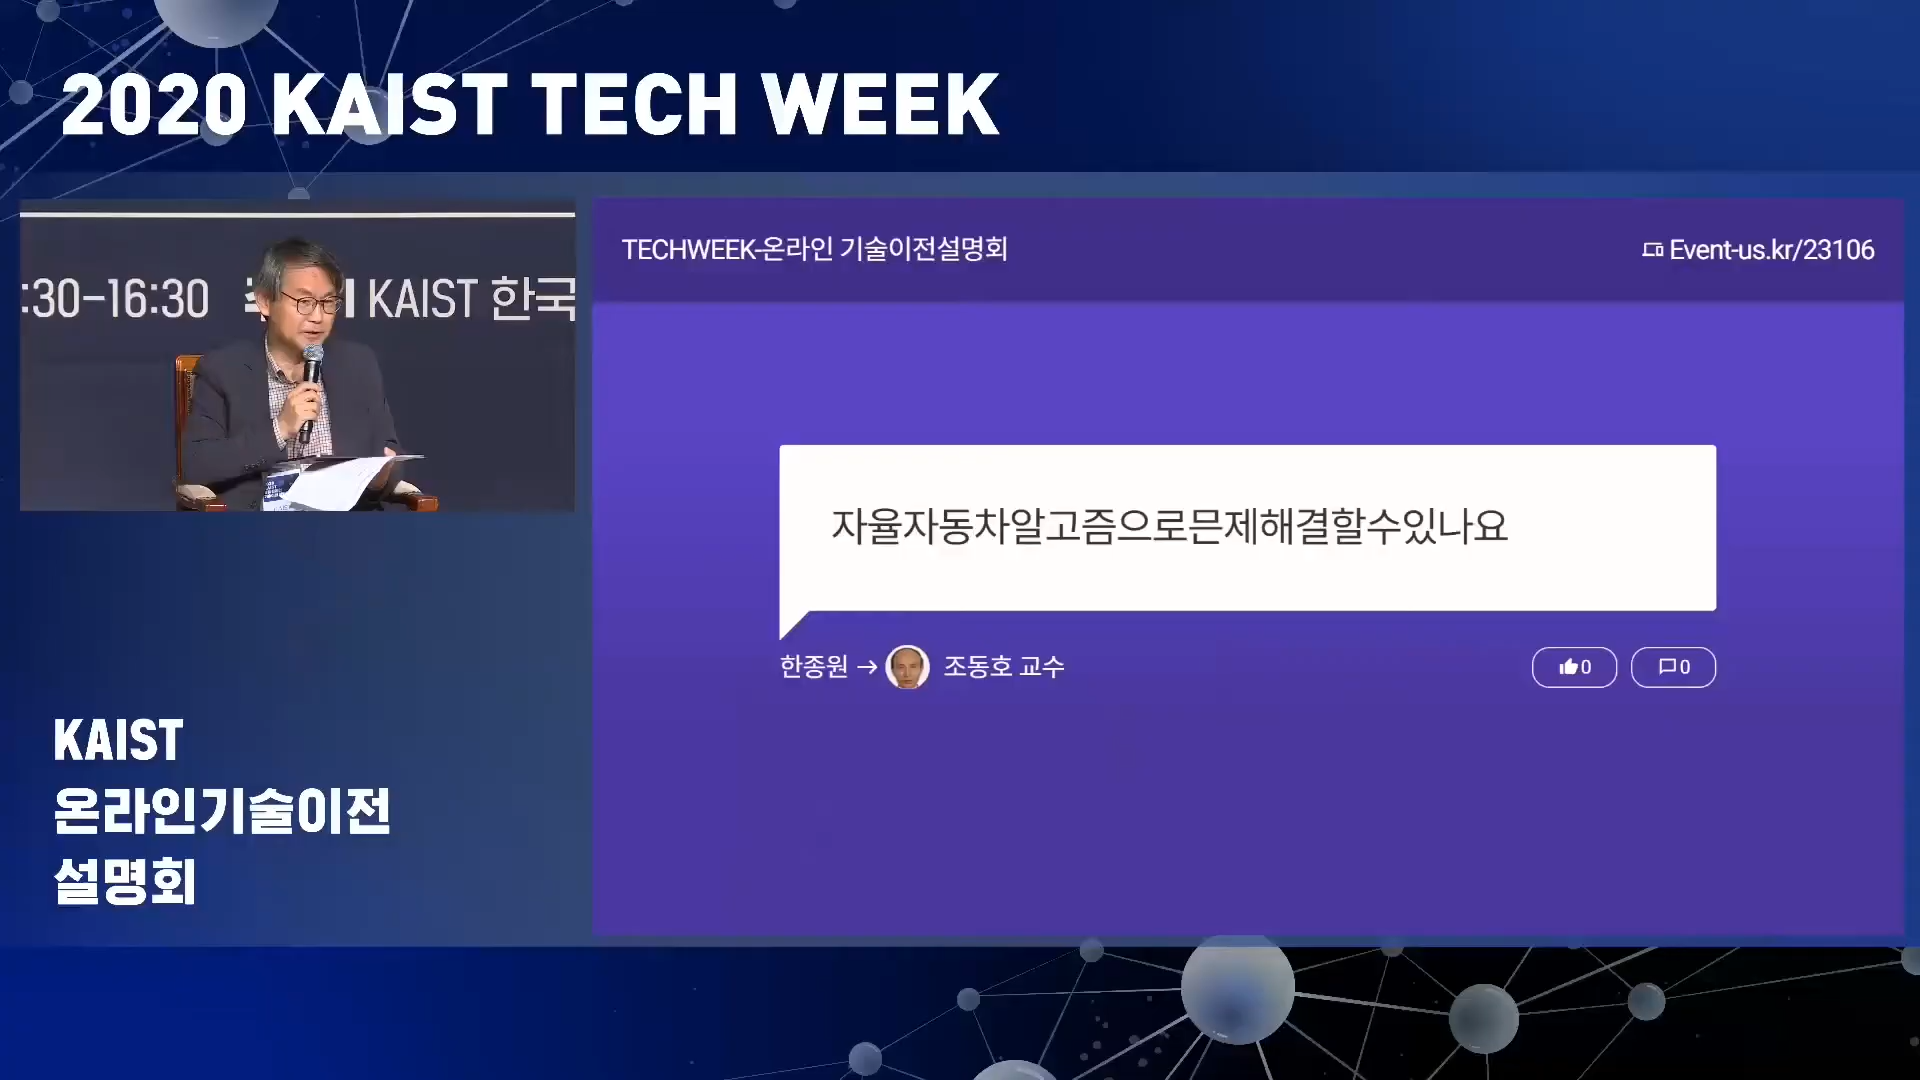 2020 KAIST TECH WEEK
:30-16:30
KAIST 한국
TECHWEEK-온라인 기술이전설명회
Event-us.kr/23106
자율자동차알고즘으로믄제해결할수있나요
한종원 → 조동호 교수
0
0
KAIST
온라인기술이전
설명회